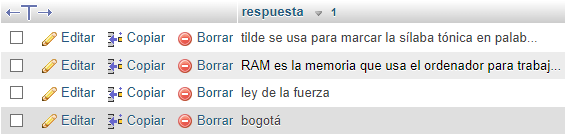 respuesta 1
Editar Copiar Borrar tilde se usa para marcar la sílaba tónica en palab...
Editar Copiar Borrar RAM es la memoria que usa el ordenador para trabaj...
Editar Copiar Borrar ley de la fuerza
Editar Copiar Borrar bogotá